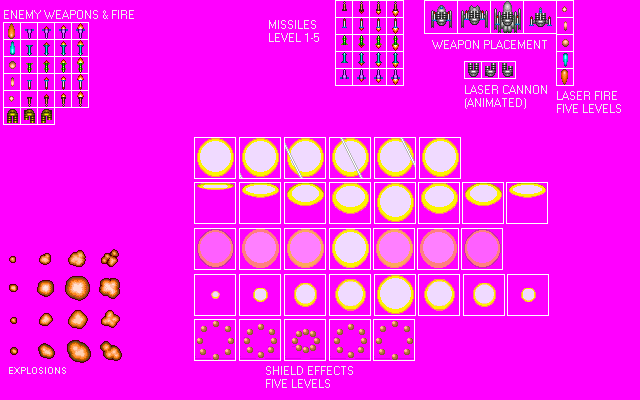 ENEMY WEAPONS & FIRE
MISSILES
LEVEL 1-5
WEAPON PLACEMENT
LASER CANNON
(ANIMATED)
LASER FIRE
FIVE LEVELS
EXPLOSIONS
SHIELD EFFECTS
FIVE LEVELS